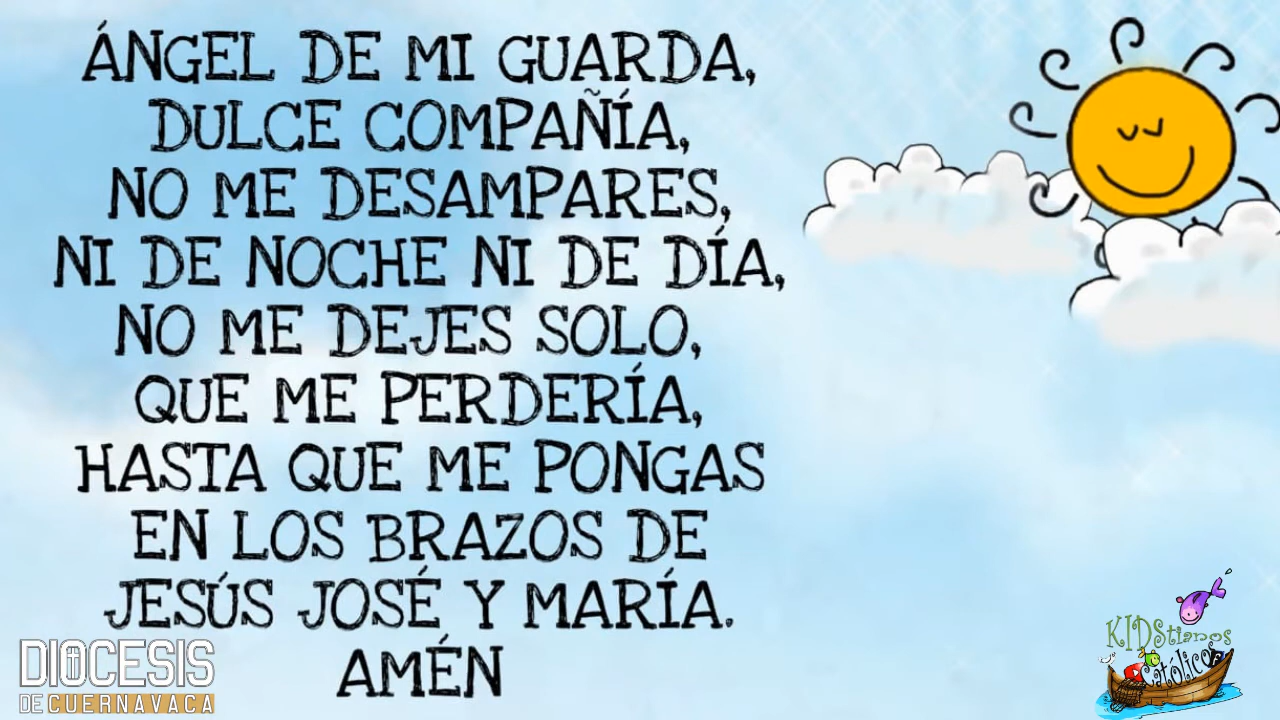 ÁNGEL DE MI GUARDA,
DULCE COMPAÑÍA,
NO ME DESAMPARES,
NI DE NOCHE NI DE DÍA,
NO ME DEJES SOLO,
QUE ME PERDERÍA,
HASTA QUE ME PONGAS
EN LOS BRAZOS DE
JESÚS JOSÉ Y MARÍA.
AMÉN
DIOCESIS
DE CUERNAVACA
KIDStianos
Católicos